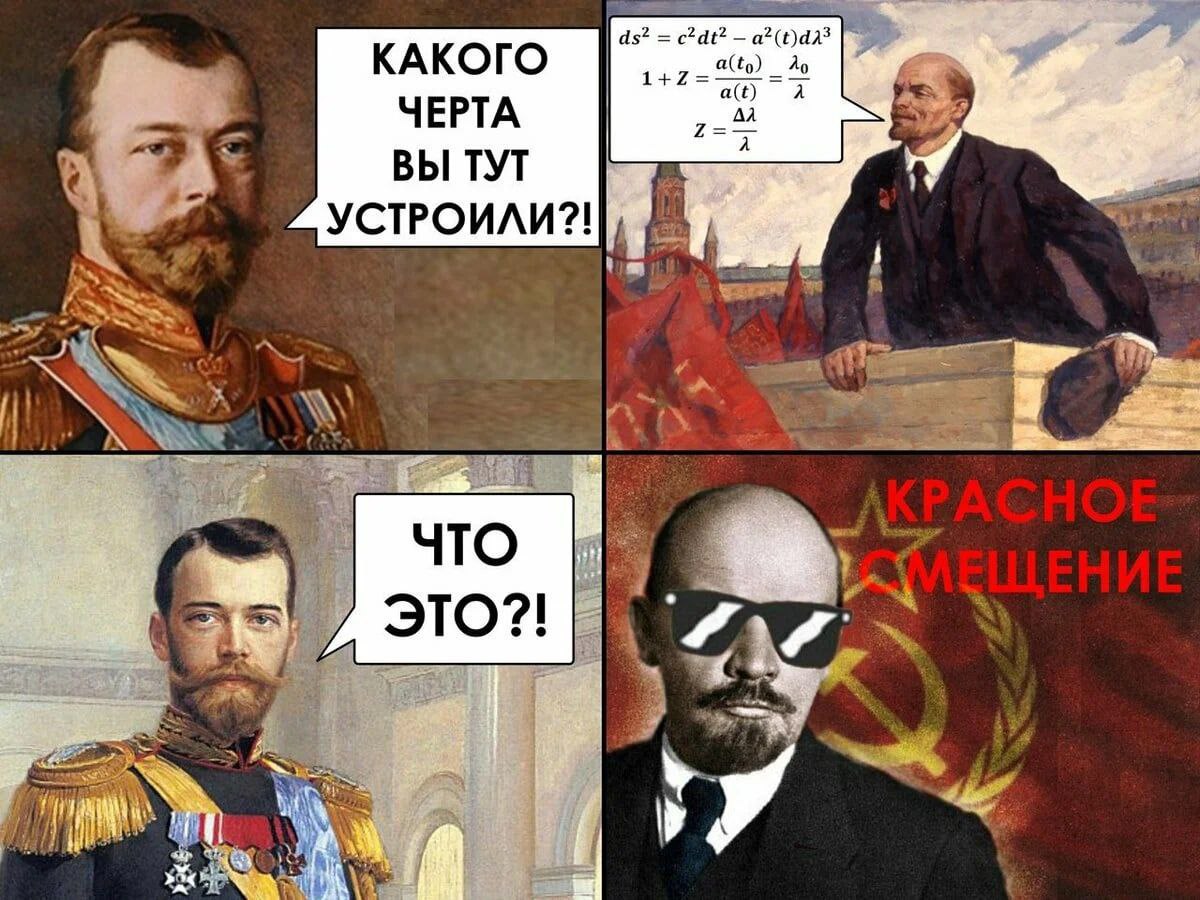 КАКОГО
ЧЕРТА
ВЫ ТУТ
УСТРОИЛИ?!
ds² = c²dt² – a²(t)dλ³
1 + Z = a(t₀)/a(t) = λ₀/λ
Z = Δλ/λ
ЧТО
ЭТО?!
КРАСНОЕ
СМЕЩЕНИЕ